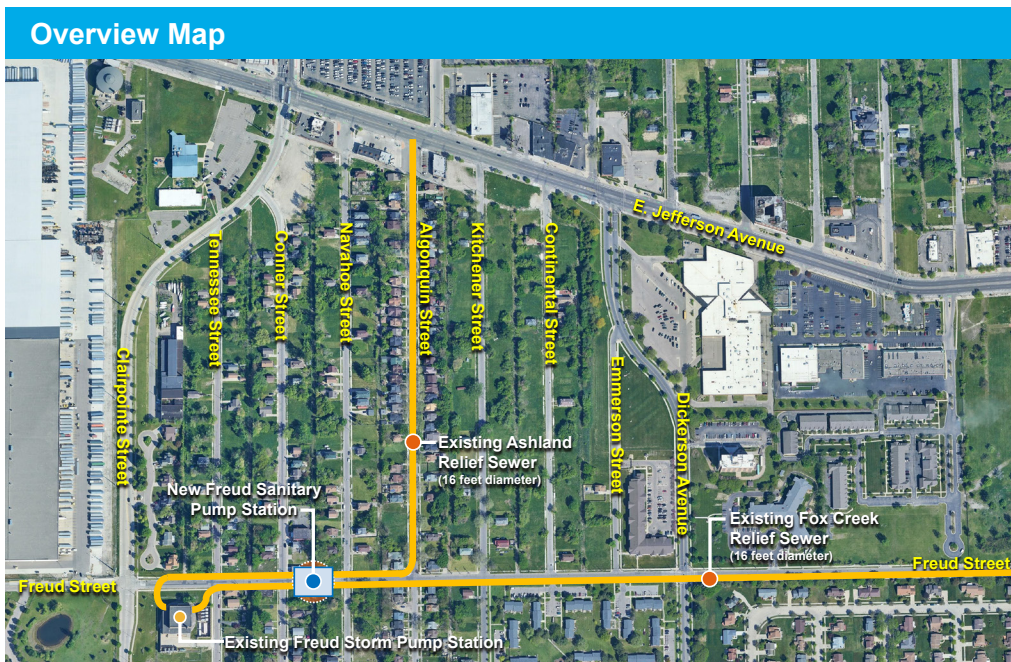 Overview Map
E. Jefferson Avenue
Tennessee Street
Conner Street
Navahoe Street
Algonquin Street
Kitchener Street
Continental Street
Clairpointe Street
Emmerson Street
Dickerson Avenue
Existing Ashland
Relief Sewer
(16 feet diameter)
New Freud Sanitary
Pump Station
Existing Fox Creek
Relief Sewer
(16 feet diameter)
Freud Street
Freud Street
Existing Freud Storm Pump Station